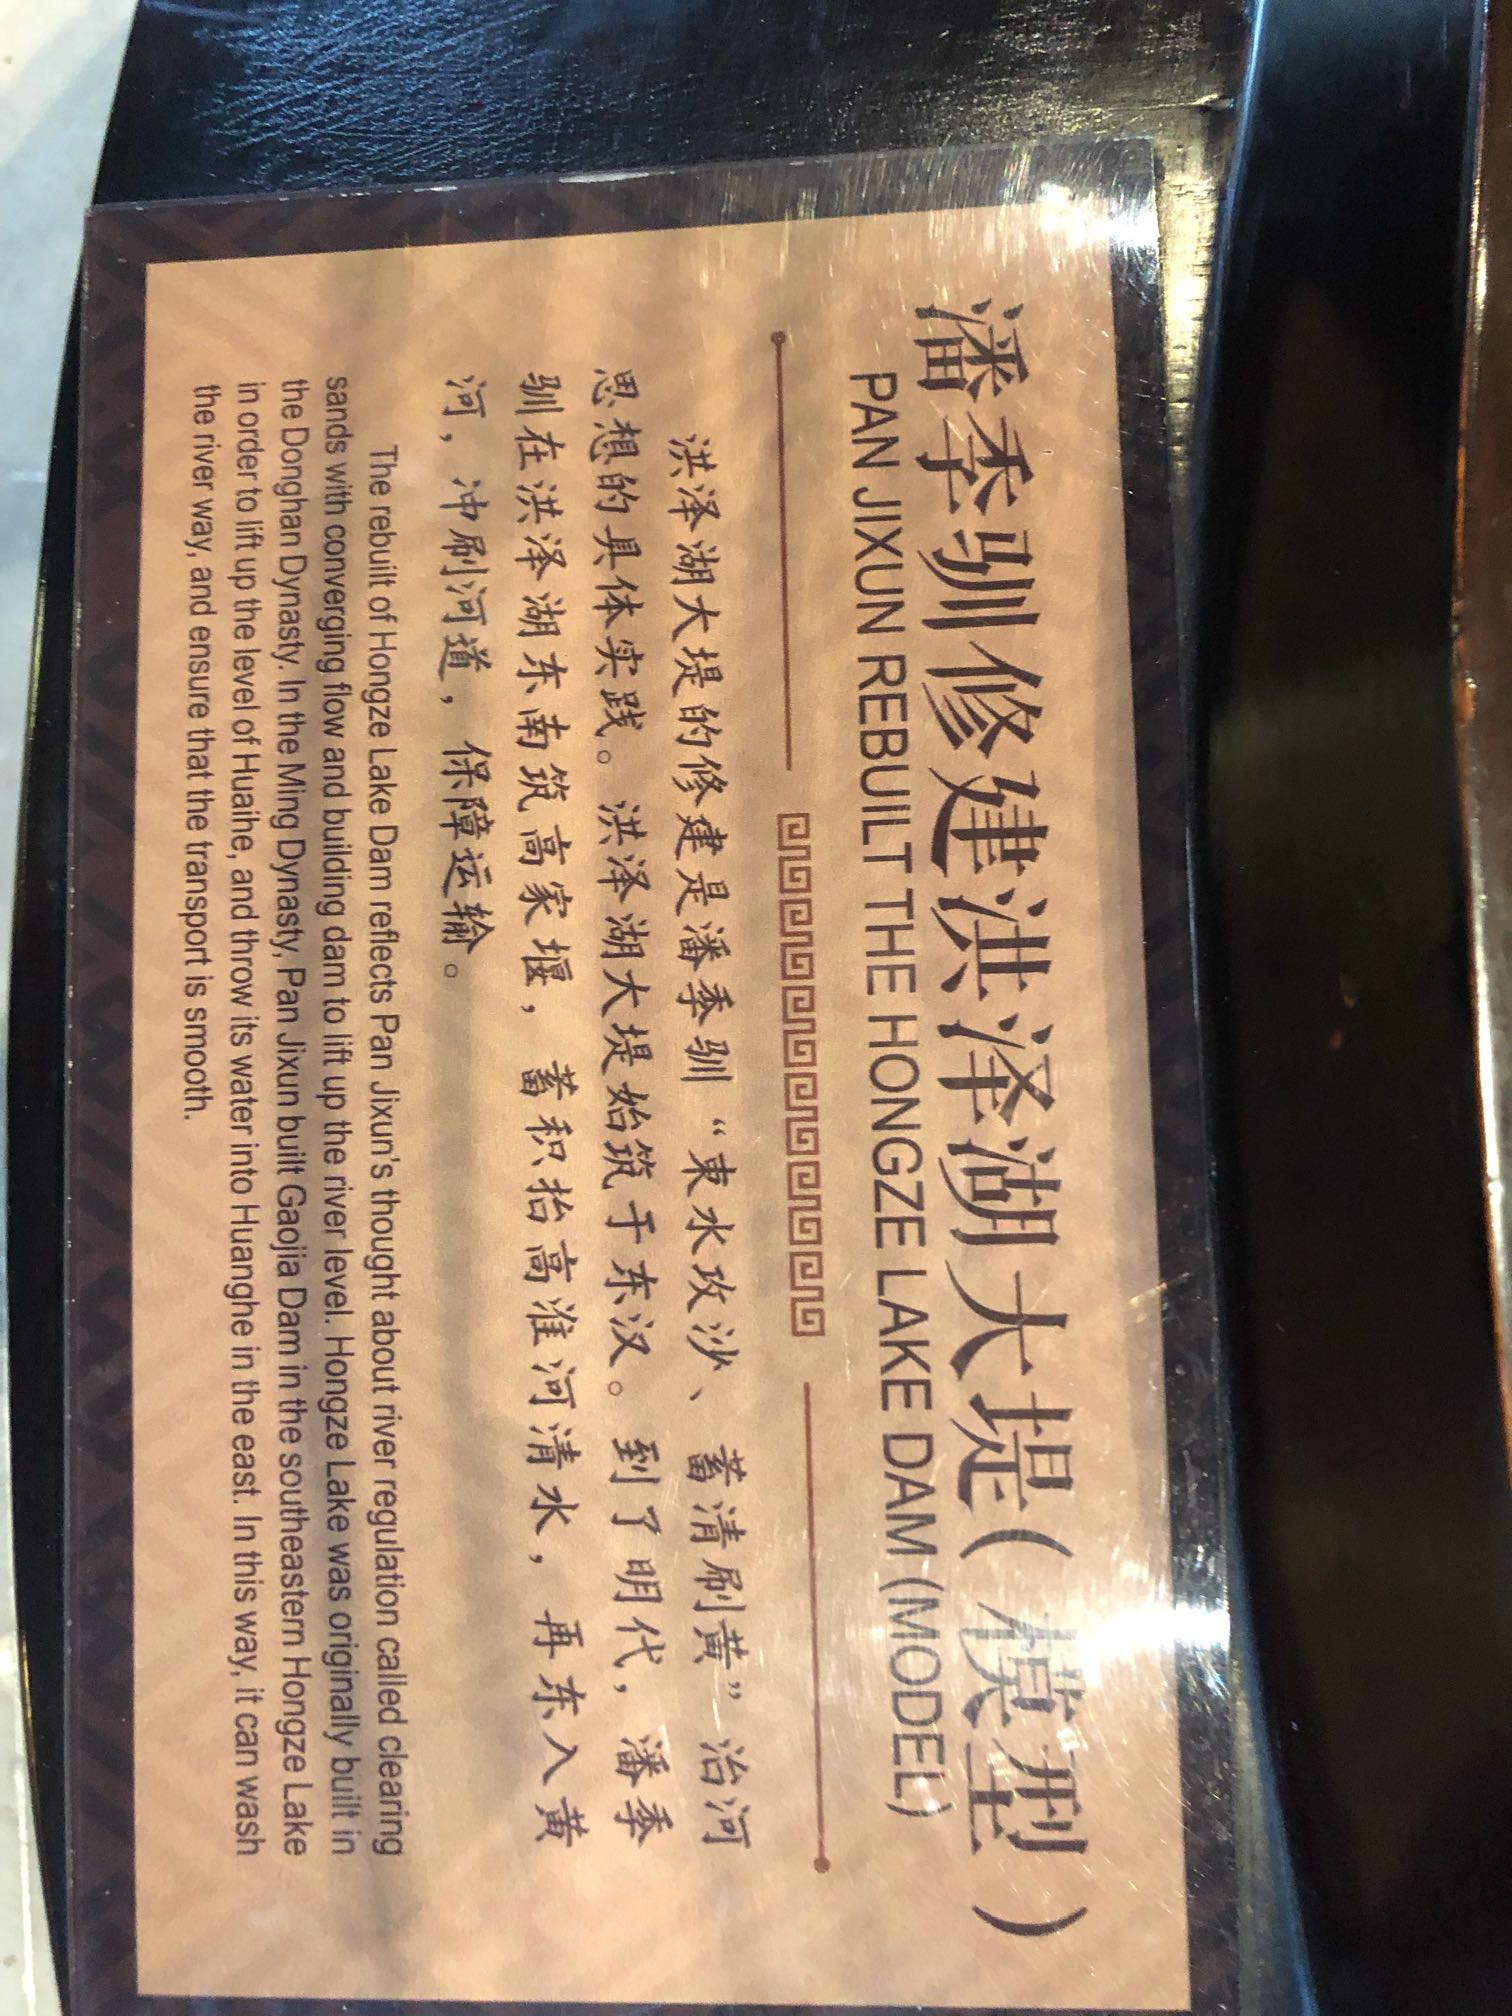 潘季驯修建洪泽湖大堤（模型）
PAN JIXUN REBUILT THE HONGZE LAKE DAM (MODEL)
洪泽湖大堤的修建是潘季驯“束水攻沙、蓄清刷黄”治河
思想的具体实践。洪泽湖大堤始筑于东汉。到了明代，潘季
驯在洪泽湖东南筑高家堰，蓄积抬高淮河清水，再东入黄
河，冲刷河道，保障运输。
The rebuilt of Hongze Lake Dam reflects Pan Jixun's thought about river regulation called clearing
sands with converging flow and building dam to lift up the river level. Hongze Lake was originally built in
the Donghan Dynasty. In the Ming Dynasty, Pan Jixun built Gaojia Dam in the southeastern Hongze Lake
in order to lift up the level of Huaihe, and throw its water into Huanghe in the east. In this way, it can wash
the river way, and ensure that the transport is smooth.